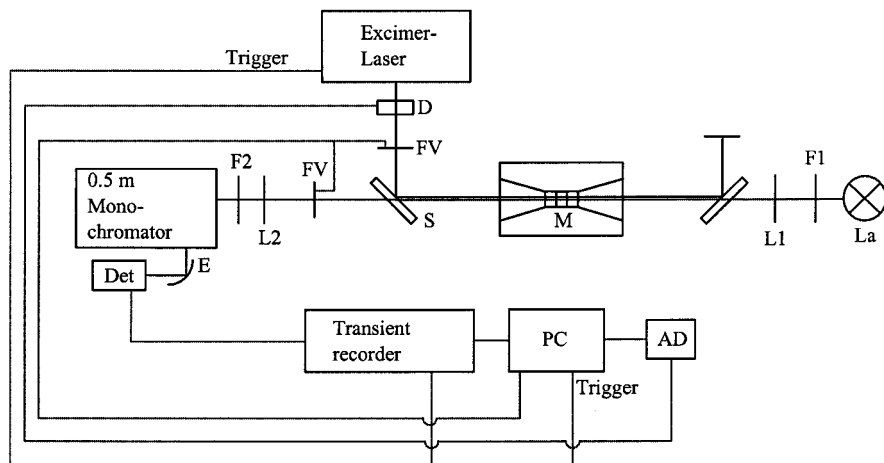 Excimer-
Laser
Trigger
D
FV
F2
FV
F1
0.5 m
Mono-
chromator
L2
S
M
L1
La
Det
E
Transient
recorder
PC
AD
Trigger